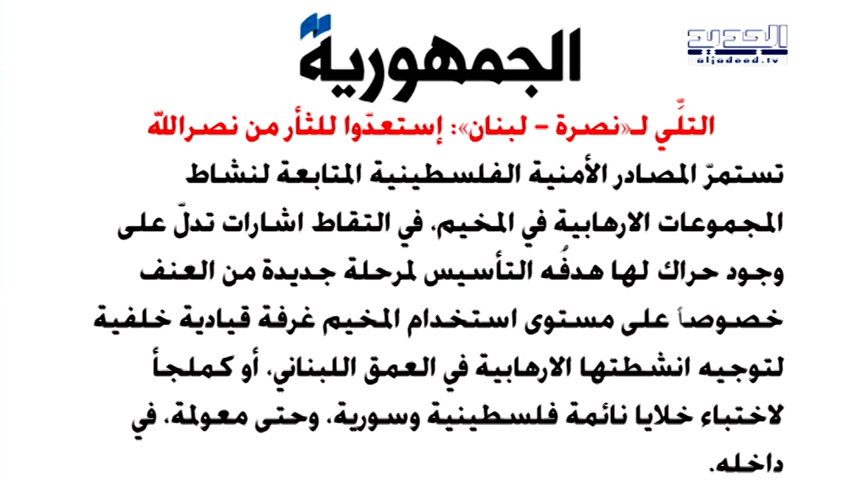 الجمهورية
الجديد
aljadeed.tv
التلِّي لـ«نصرة – لبنان»: إستعدّوا للثأر من نصرالله
تستمرّ المصادر الأمنية الفلسطينية المتابعة لنشاط
المجموعات الارهابية في المخيم، في التقاط اشارات تدلّ على
وجود حراك لها هدفُه التأسيس لمرحلة جديدة من العنف
خصوصاً على مستوى استخدام المخيم غرفة قيادية خلفية
لتوجيه انشطتها الارهابية في العمق اللبناني، أو كملجأ
لاختباء خلايا نائمة فلسطينية وسورية، وحتى معولمة، في
داخله.